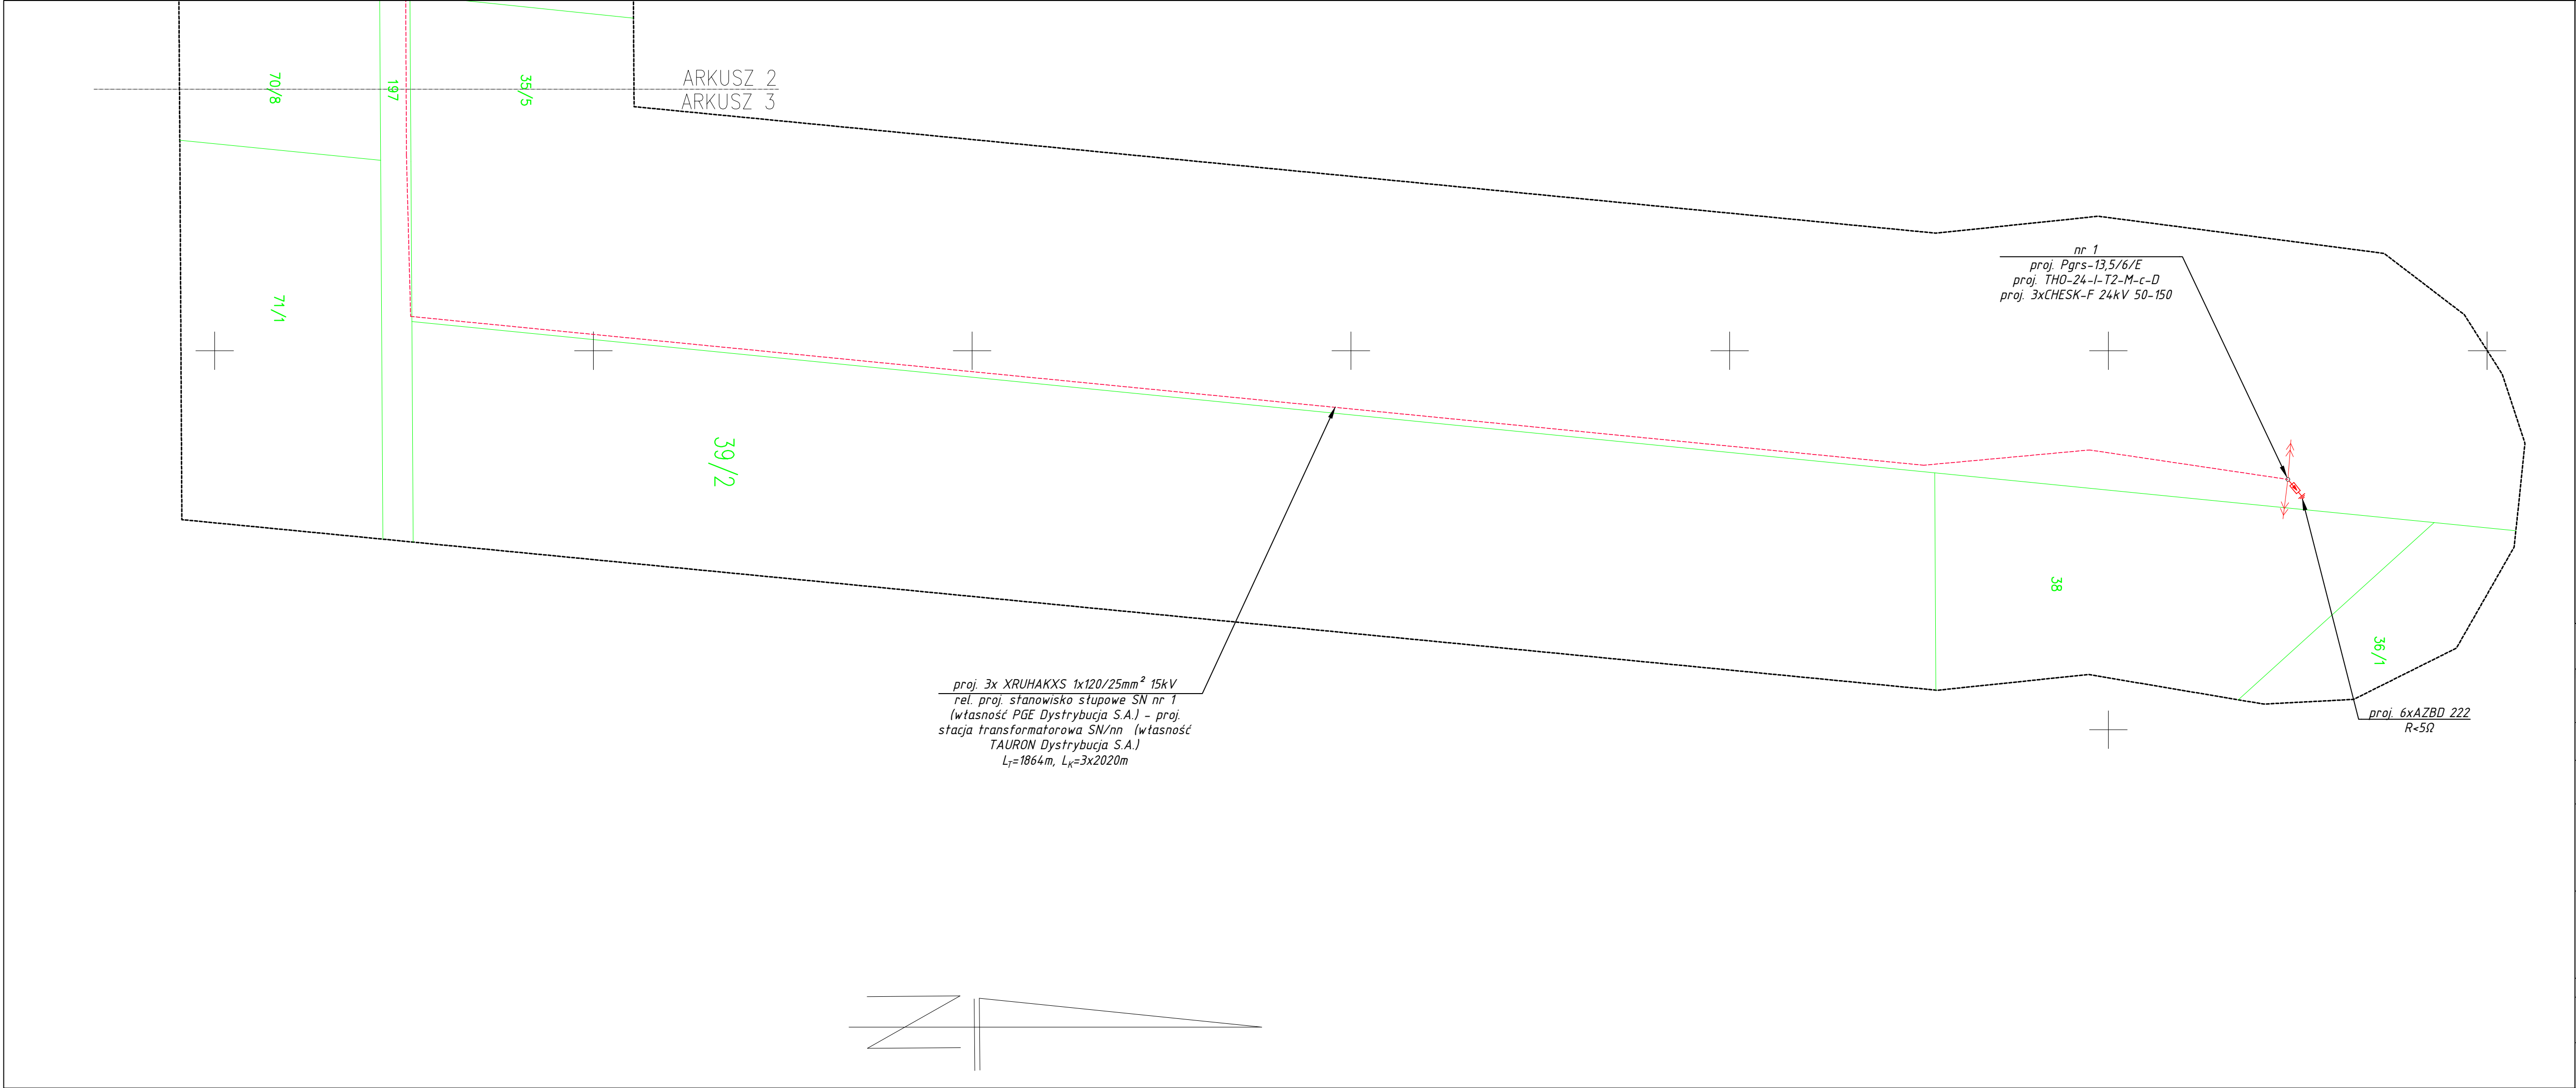 ARKUSZ 2
ARKUSZ 3
70/8
197
35/5
71/1
39/2
nr 1
proj. Pgrs-13,5/6/E
proj. THO-24-I-T2-M-c-D
proj. 3xCHESK-F 24kV 50-150
38
36/1
proj. 3x XRUHAKXS 1x120/25mm² 15kV
rel. proj. stanowisko słupowe SN nr 1
(własność PGE Dystrybucja S.A.) - proj.
stacja transformatorowa SN/nn (własność
TAURON Dystrybucja S.A.)
L_T=1864m, L_K=3x2020m
proj. 6xAZBD 222
R<5Ω
N